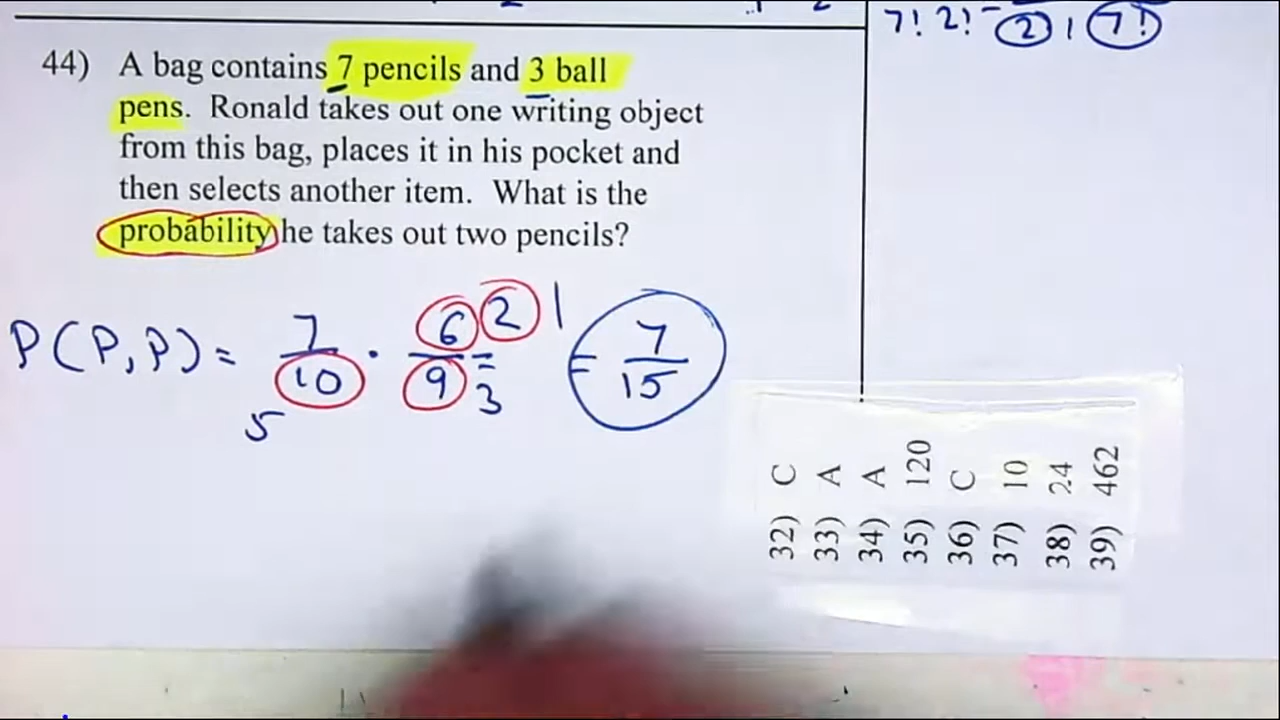 7! 2! 2! 7!
44) A bag contains 7 pencils and 3 ball
pens. Ronald takes out one writing object
from this bag, places it in his pocket and
then selects another item. What is the
probability he takes out two pencils?
P(P,P) = 7/10 · 6/9 = 2/3 = 7/15
5
1
32) C
33) A
34) A
35) 120
36) C
37) 10
38) 24
39) 462